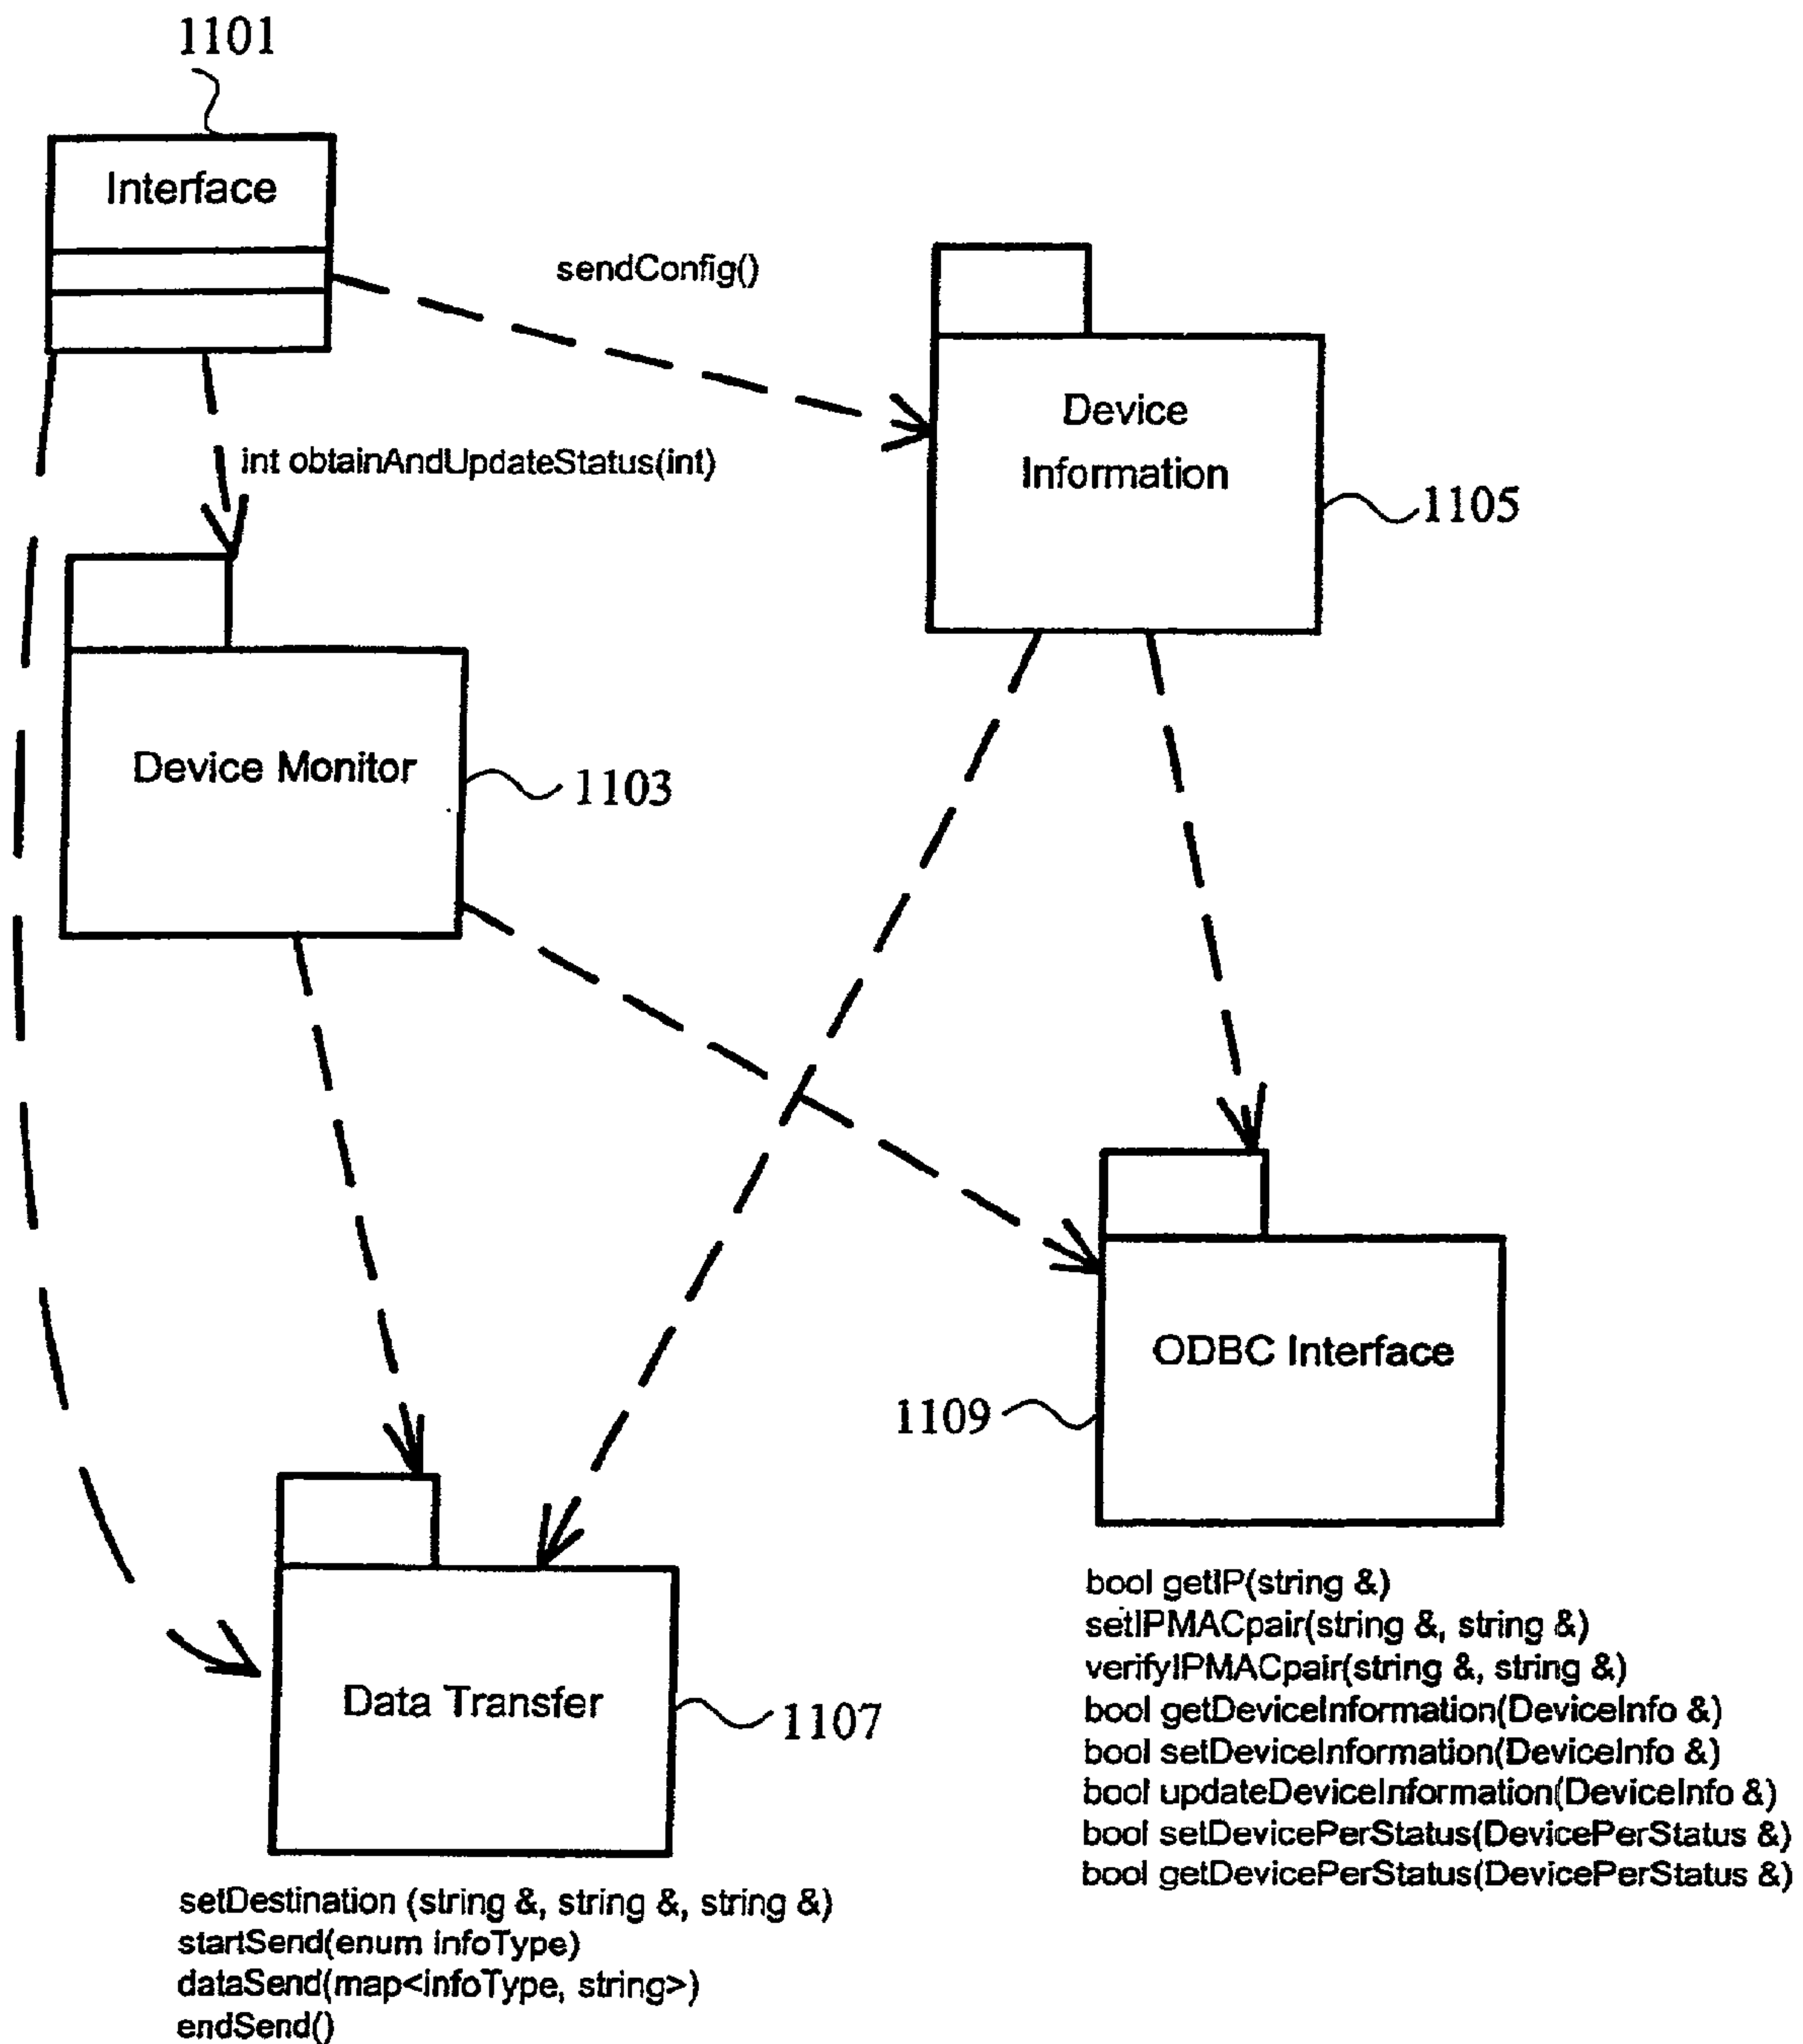 1101
Interface
sendConfig()
int obtainAndUpdateStatus(int)
Device
Information
1105
Device Monitor
1103
ODBC Interface
1109
bool getIP(string &)
setIPMACpair(string &, string &)
verifyIPMACpair(string &, string &)
bool getDeviceInformation(DeviceInfo &)
bool setDeviceInformation(DeviceInfo &)
bool updateDeviceInformation(DeviceInfo &)
bool setDevicePerStatus(DevicePerStatus &)
bool getDevicePerStatus(DevicePerStatus &)
Data Transfer
1107
setDestination (string &, string &, string &)
startSend(enum infoType)
dataSend(map<infoType, string>)
endSend()